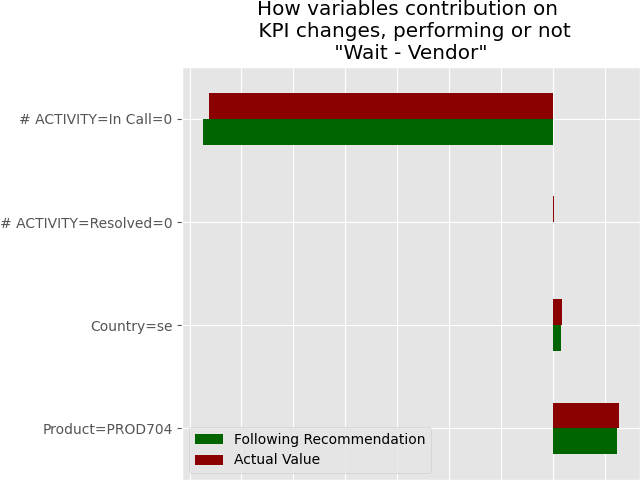 How variables contribution on
KPI changes, performing or not
"Wait - Vendor"
# ACTIVITY=In Call=0
# ACTIVITY=Resolved=0
Country=se
Product=PROD704
Following Recommendation
Actual Value